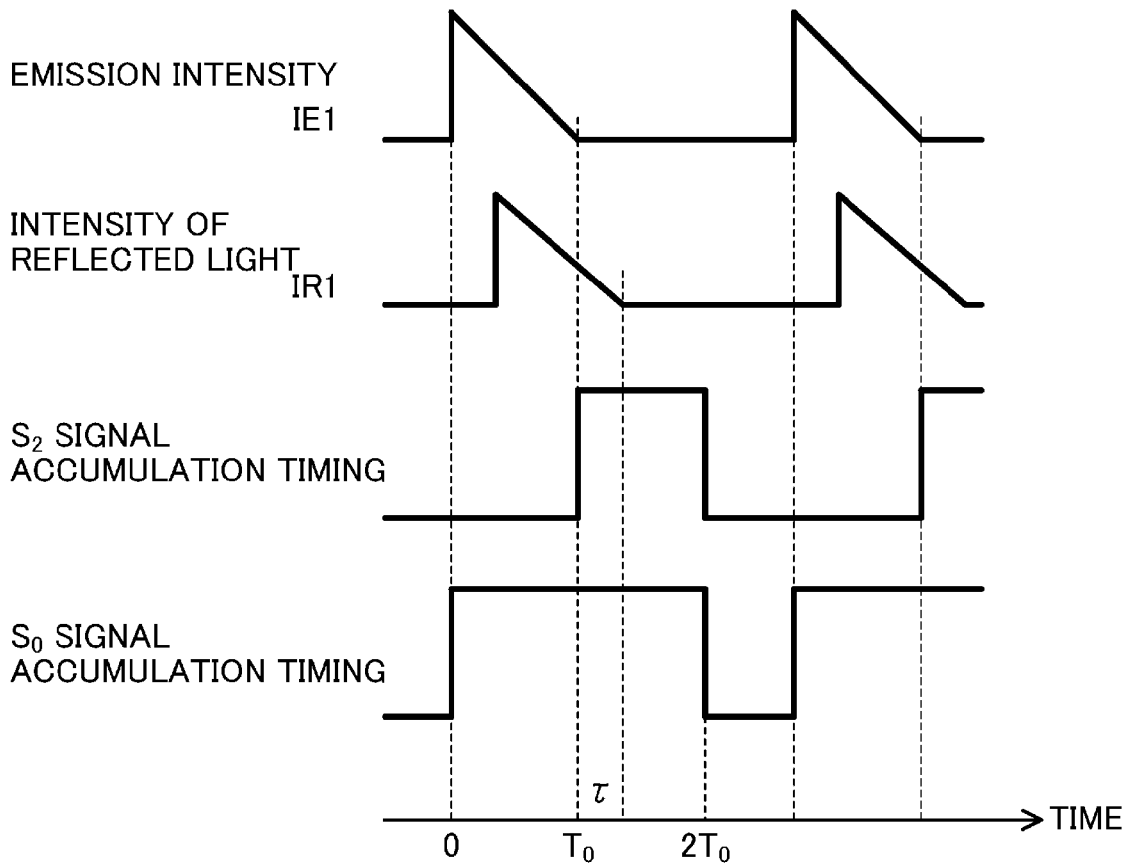 EMISSION INTENSITY
IE1
INTENSITY OF
REFLECTED LIGHT
IR1
S₂ SIGNAL
ACCUMULATION TIMING
S₀ SIGNAL
ACCUMULATION TIMING
τ
TIME
0 T₀ 2T₀